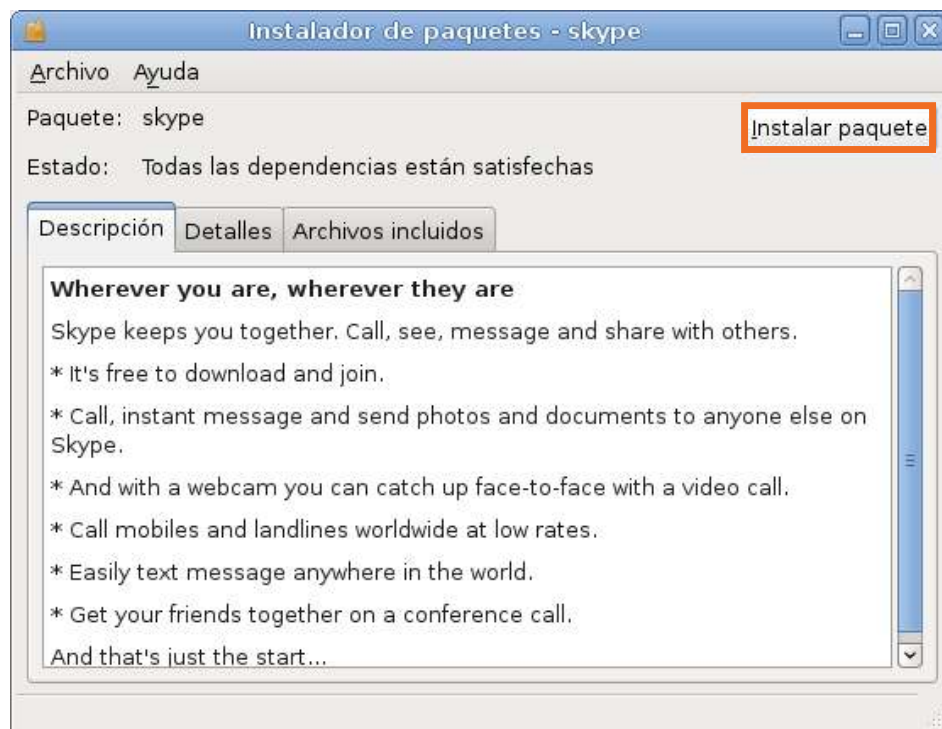 Instalador de paquetes - skype
Archivo Ayuda
Paquete: skype
Instalar paquete
Estado: Todas las dependencias están satisfechas
Descripción Detalles Archivos incluidos
Wherever you are, wherever they are
Skype keeps you together. Call, see, message and share with others.
* It's free to download and join.
* Call, instant message and send photos and documents to anyone else on
Skype.
* And with a webcam you can catch up face-to-face with a video call.
* Call mobiles and landlines worldwide at low rates.
* Easily text message anywhere in the world.
* Get your friends together on a conference call.
And that's just the start...